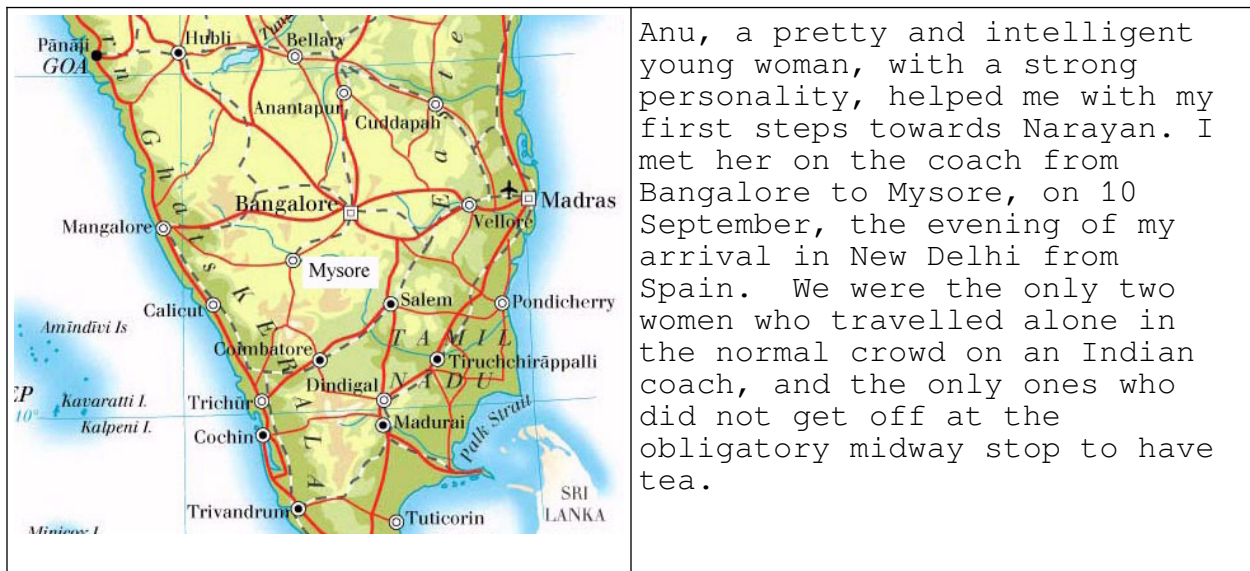 Pānāji
GOA
Hubli
Bellary
Anantapur
Cuddapah
G h a t s
Bangalore
Madras
Vellore
Mangalore
Mysore
Calicut
Salem
Pondicherry
Amīndīvi Is
K E R A L A
T A M I L
Coimbatore
Tiruchchirāppalli
Dindigal
N A D U
EP
10°
Kavaratti I.
Kalpeni I.
Trichūr
Cochin
Madurai
Palk Strait
Trivandrum
Tuticorin
SRI
LANKA
Anu, a pretty and intelligent
young woman, with a strong
personality, helped me with my
first steps towards Narayan. I
met her on the coach from
Bangalore to Mysore, on 10
September, the evening of my
arrival in New Delhi from
Spain.  We were the only two
women who travelled alone in
the normal crowd on an Indian
coach, and the only ones who
did not get off at the
obligatory midway stop to have
tea.